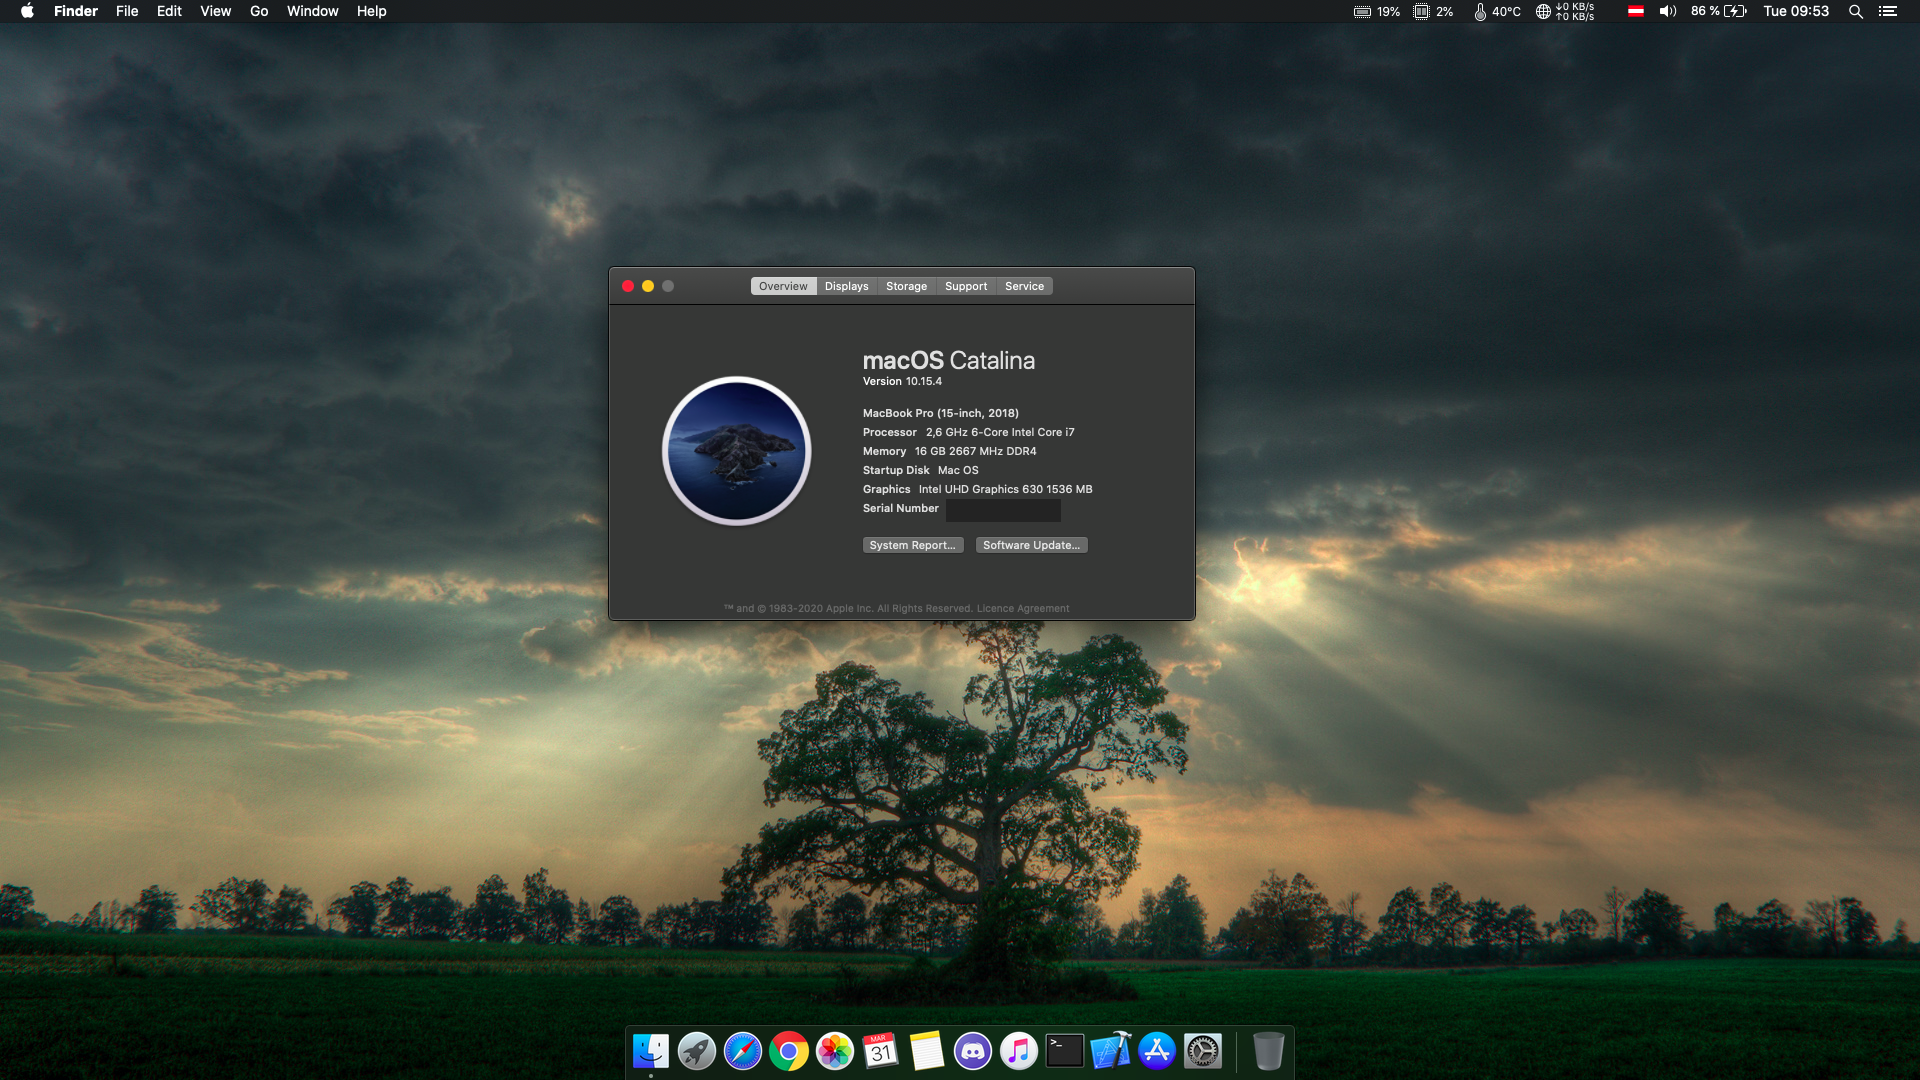 Finder File Edit View Go Window Help
19% 2% 40°C ↓0 KB/s ↑0 KB/s 86 % Tue 09:53
Overview Displays Storage Support Service
macOS Catalina
Version 10.15.4
MacBook Pro (15-inch, 2018)
Processor 2,6 GHz 6-Core Intel Core i7
Memory 16 GB 2667 MHz DDR4
Startup Disk Mac OS
Graphics Intel UHD Graphics 630 1536 MB
Serial Number
System Report... Software Update...
™ and © 1983-2020 Apple Inc. All Rights Reserved. Licence Agreement
MAR
31
>_